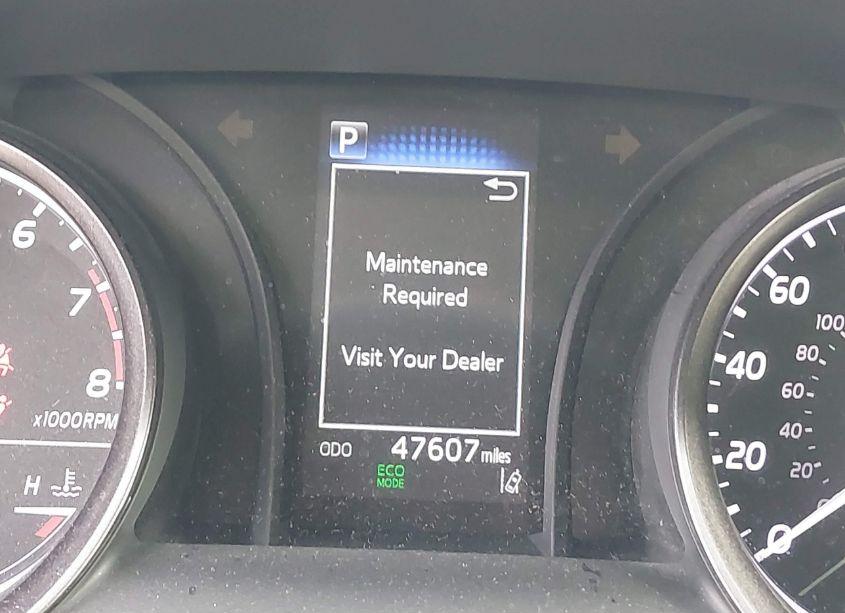 P
Maintenance
Required
Visit Your Dealer
ODO 47607 miles
ECO
MODE
6
7
8
x1000RPM
H
60
40
20
0
100
80
60
40
20